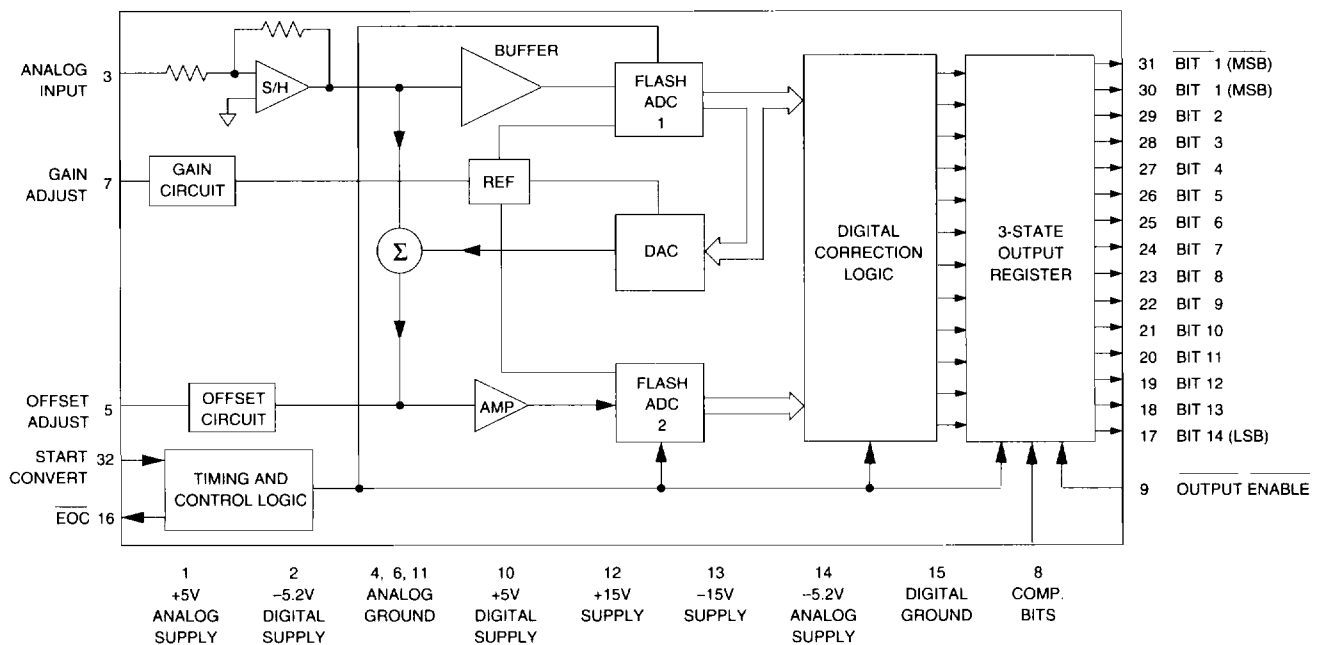 ANALOG INPUT 3
S/H
BUFFER
FLASH ADC 1
GAIN ADJUST 7
GAIN CIRCUIT
REF
Σ
DAC
DIGITAL CORRECTION LOGIC
3-STATE OUTPUT REGISTER
OFFSET ADJUST 5
OFFSET CIRCUIT
AMP
FLASH ADC 2
START CONVERT 32
TIMING AND CONTROL LOGIC
EOC 16
31 BIT 1 (MSB)
30 BIT 1 (MSB)
29 BIT 2
28 BIT 3
27 BIT 4
26 BIT 5
25 BIT 6
24 BIT 7
23 BIT 8
22 BIT 9
21 BIT 10
20 BIT 11
19 BIT 12
18 BIT 13
17 BIT 14 (LSB)
9 OUTPUT ENABLE
1 +5V ANALOG SUPPLY
2 –5.2V DIGITAL SUPPLY
4, 6, 11 ANALOG GROUND
10 +5V DIGITAL SUPPLY
12 +15V SUPPLY
13 –15V SUPPLY
14 –5.2V ANALOG SUPPLY
15 DIGITAL GROUND
8 COMP. BITS